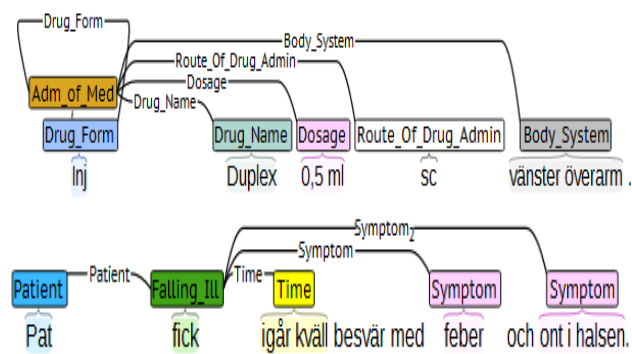 Drug_Form
Body_System
Route_Of_Drug_Admin
Dosage
Adm_of_Med
Drug_Name
Drug_Form Drug_Name Dosage Route_Of_Drug_Admin Body_System
Inj Duplex 0,5 ml sc vänster överarm .
Symptom2
Symptom
Patient Time
Patient Falling_Ill Time Symptom Symptom
Pat fick igår kväll besvär med feber och ont i halsen.